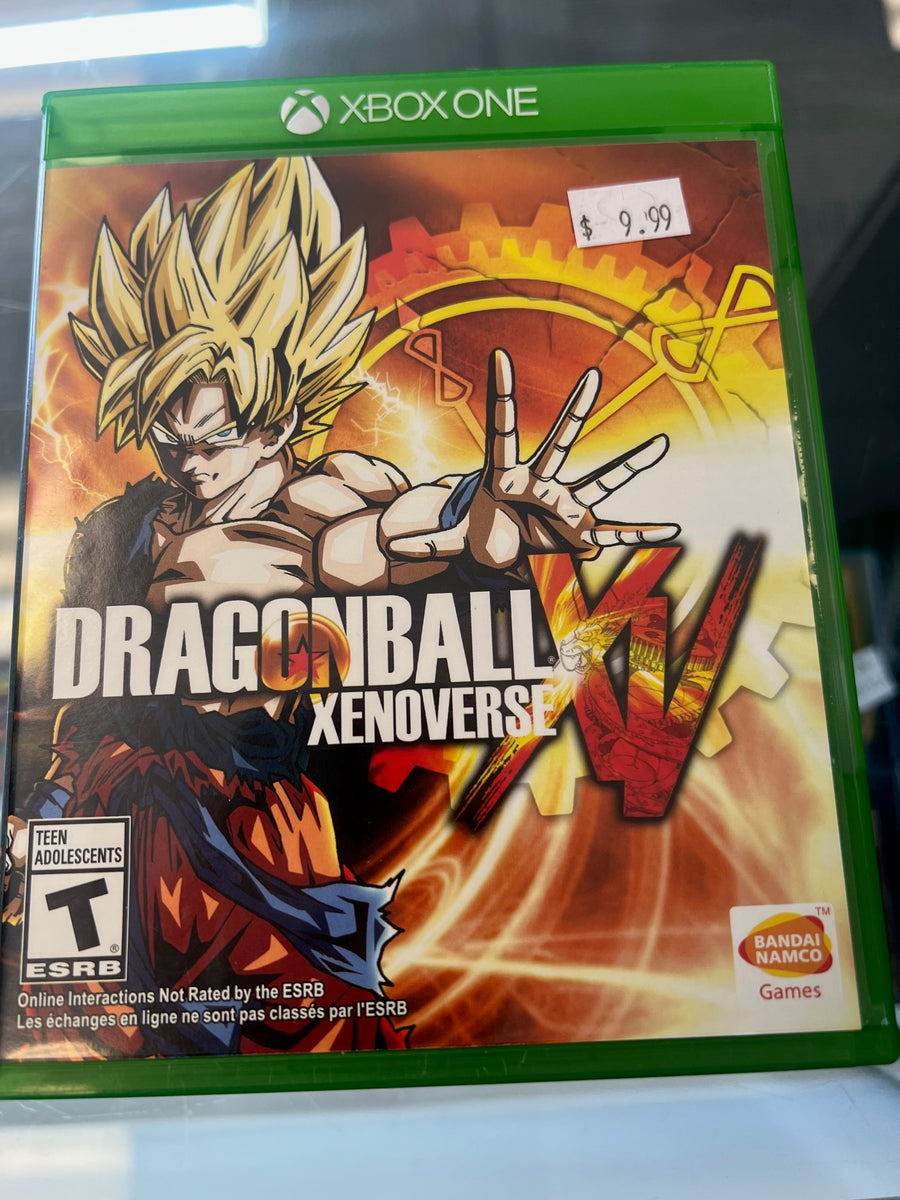 XBOX ONE
$ 9.99
DRAGONBALL®
XENOVERSE
XV
TEEN
ADOLESCENTS
T®
ESRB
Online Interactions Not Rated by the ESRB
Les échanges en ligne ne sont pas classés par l'ESRB
TM
BANDAI
NAMCO
Games